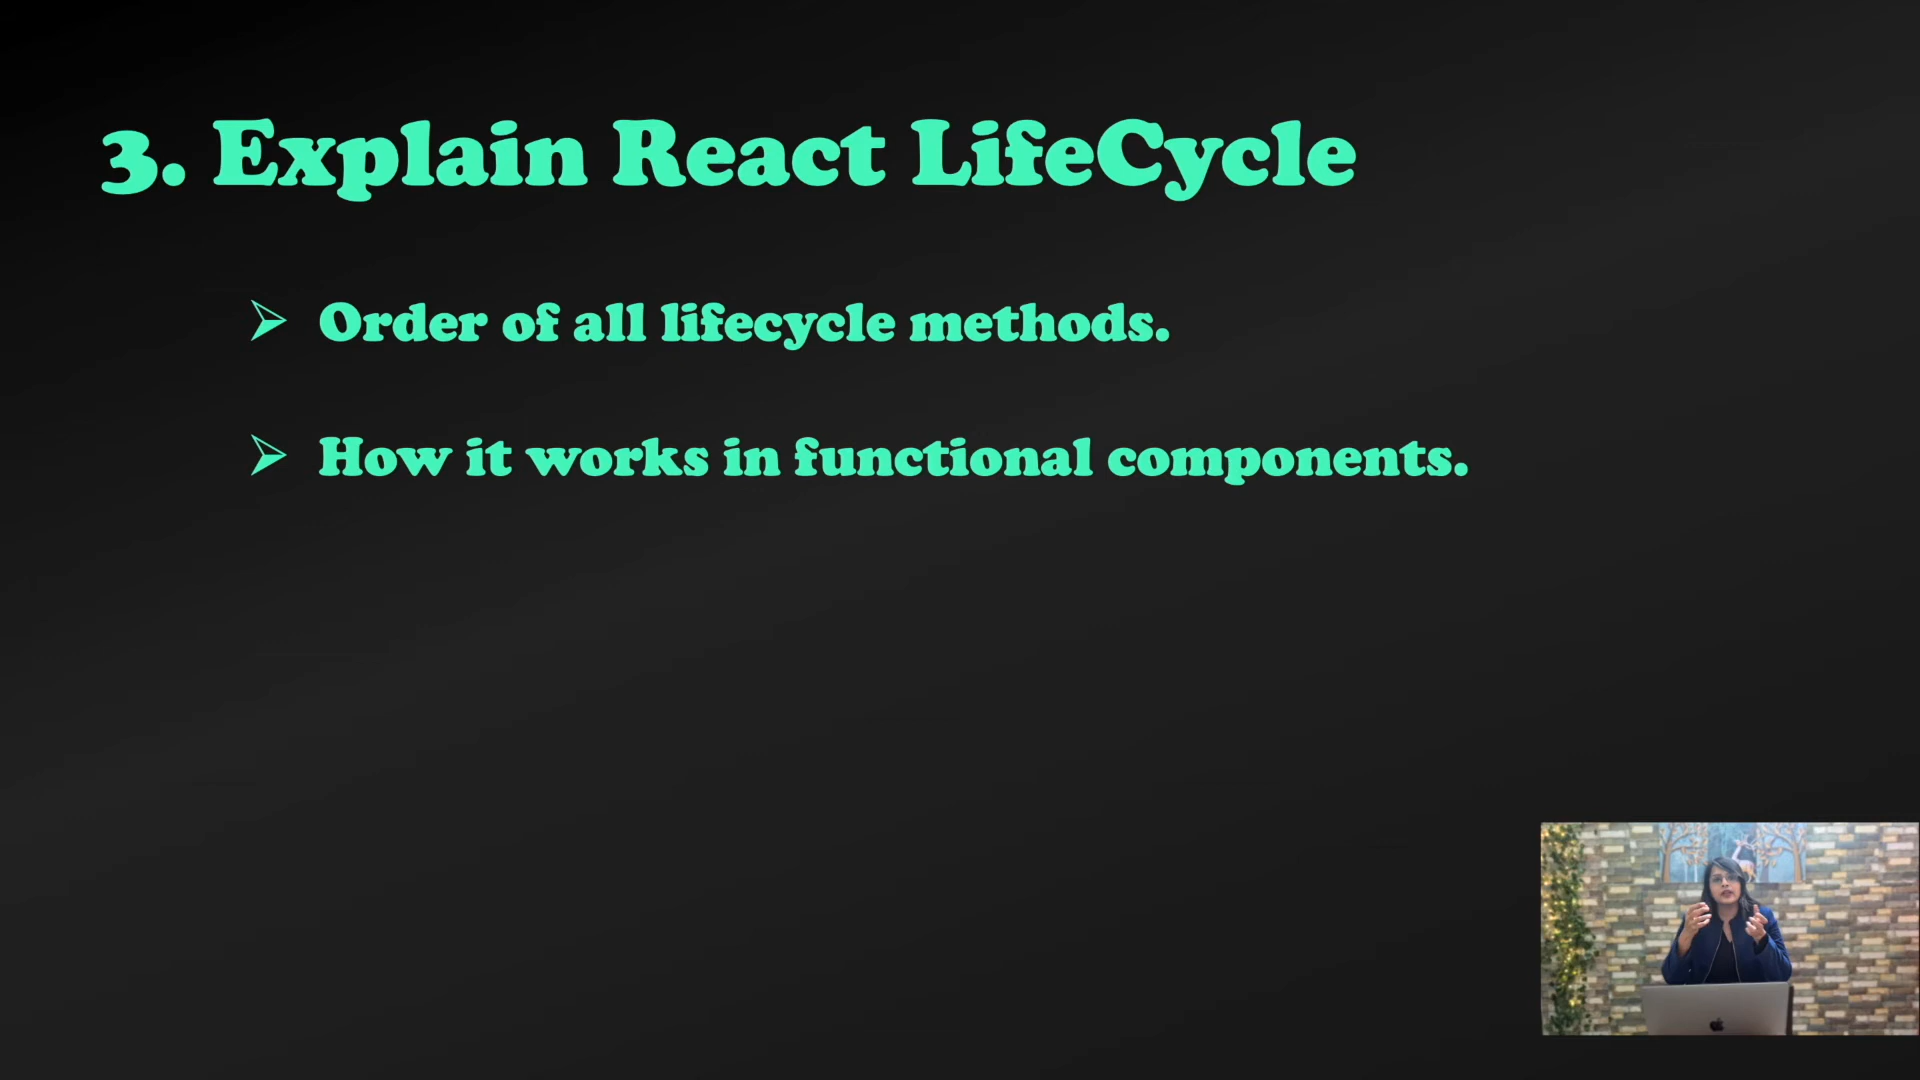 3. Explain React LifeCycle
➢ Order of all lifecycle methods.
➢ How it works in functional components.